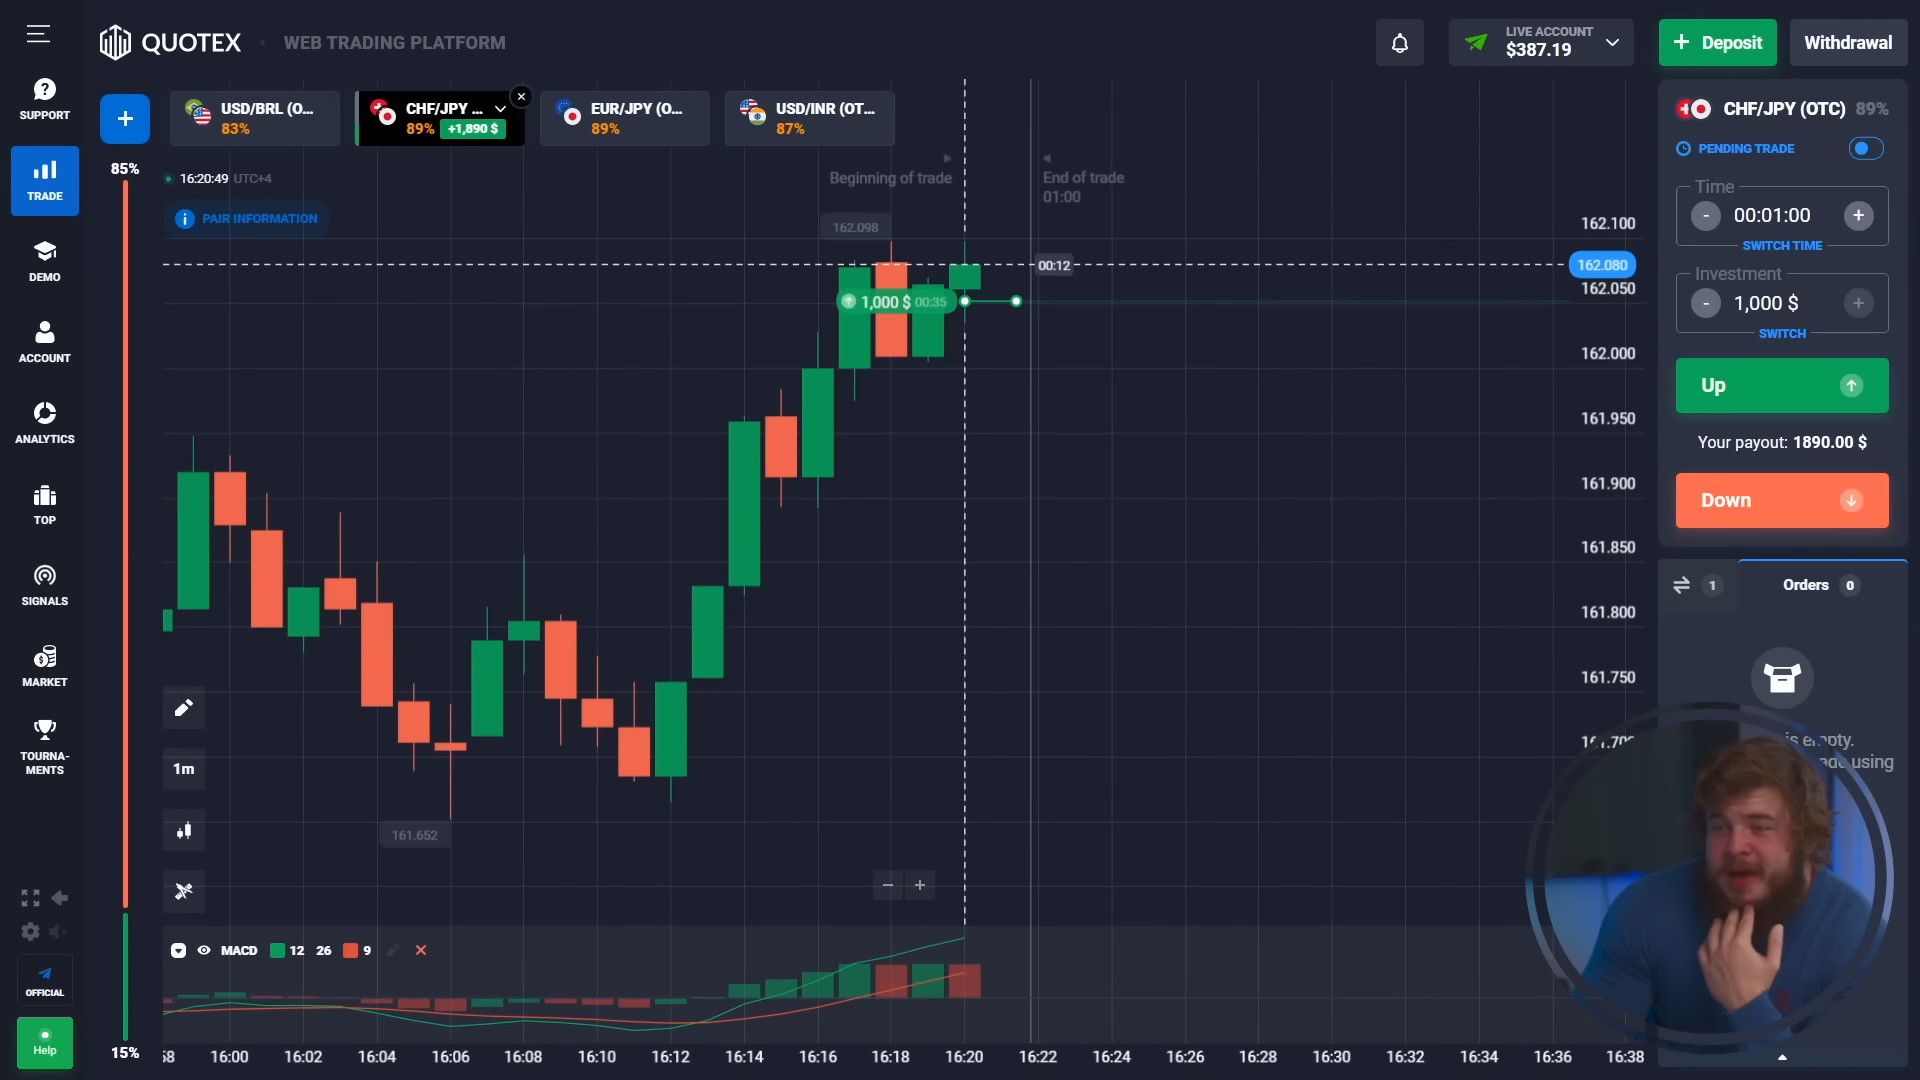 QUOTEX
WEB TRADING PLATFORM
LIVE ACCOUNT
$387.19
+ Deposit
Withdrawal
SUPPORT
TRADE
DEMO
ACCOUNT
ANALYTICS
TOP
SIGNALS
MARKET
TOURNA-
MENTS
OFFICIAL
Help
+
USD/BRL (O...
83%
CHF/JPY ...
89% +1,890 $
EUR/JPY (O...
89%
USD/INR (OT...
87%
85%
15%
16:20:49 UTC+4
PAIR INFORMATION
Beginning of trade
End of trade
01:00
162.098
00:12
1,000 $ 00:35
161.652
162.100
162.080
162.050
162.000
161.950
161.900
161.850
161.800
161.750
1m
MACD 12 26 9
:58 16:00 16:02 16:04 16:06 16:08 16:10 16:12 16:14 16:16 16:18 16:20 16:22 16:24 16:26 16:28 16:30 16:32 16:34 16:36 16:38
CHF/JPY (OTC) 89%
PENDING TRADE
Time
- 00:01:00 +
SWITCH TIME
Investment
- 1,000 $ +
SWITCH
Up
Your payout: 1890.00 $
Down
1
Orders 0
is empty.
using